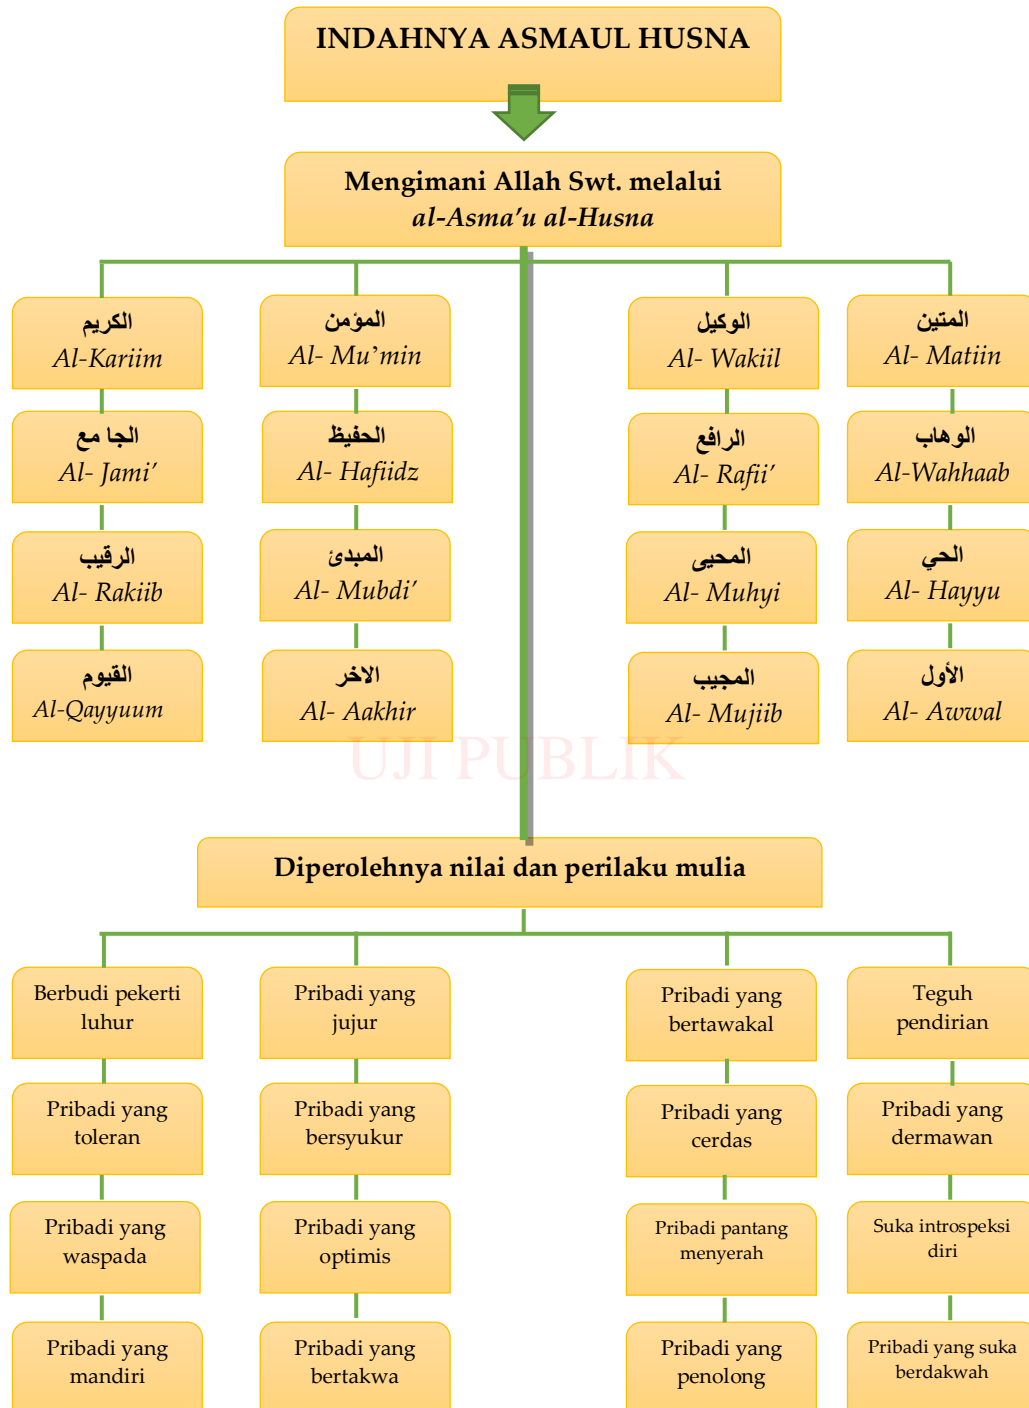 INDAHNYA ASMAUL HUSNA
Mengimani Allah Swt. melalui
al-Asma’u al-Husna
الكريم
Al-Kariim
المؤمن
Al- Mu’min
الوكيل
Al- Wakiil
المتين
Al- Matiin
الجا مع
Al- Jami’
الحفيظ
Al- Hafiidz
الرافع
Al- Rafii’
الوهاب
Al-Wahhaab
الرقيب
Al- Rakiib
المبدئ
Al- Mubdi’
المحيى
Al- Muhyi
الحي
Al- Hayyu
القيوم
Al-Qayyuum
الاخر
Al- Aakhir
المجيب
Al- Mujiib
الأول
Al- Awwal
UJI PUBLIK
Diperolehnya nilai dan perilaku mulia
Berbudi pekerti
luhur
Pribadi yang
jujur
Pribadi yang
bertawakal
Teguh
pendirian
Pribadi yang
toleran
Pribadi yang
bersyukur
Pribadi yang
cerdas
Pribadi yang
dermawan
Pribadi yang
waspada
Pribadi yang
optimis
Pribadi pantang
menyerah
Suka introspeksi
diri
Pribadi yang
mandiri
Pribadi yang
bertakwa
Pribadi yang
penolong
Pribadi yang suka
berdakwah